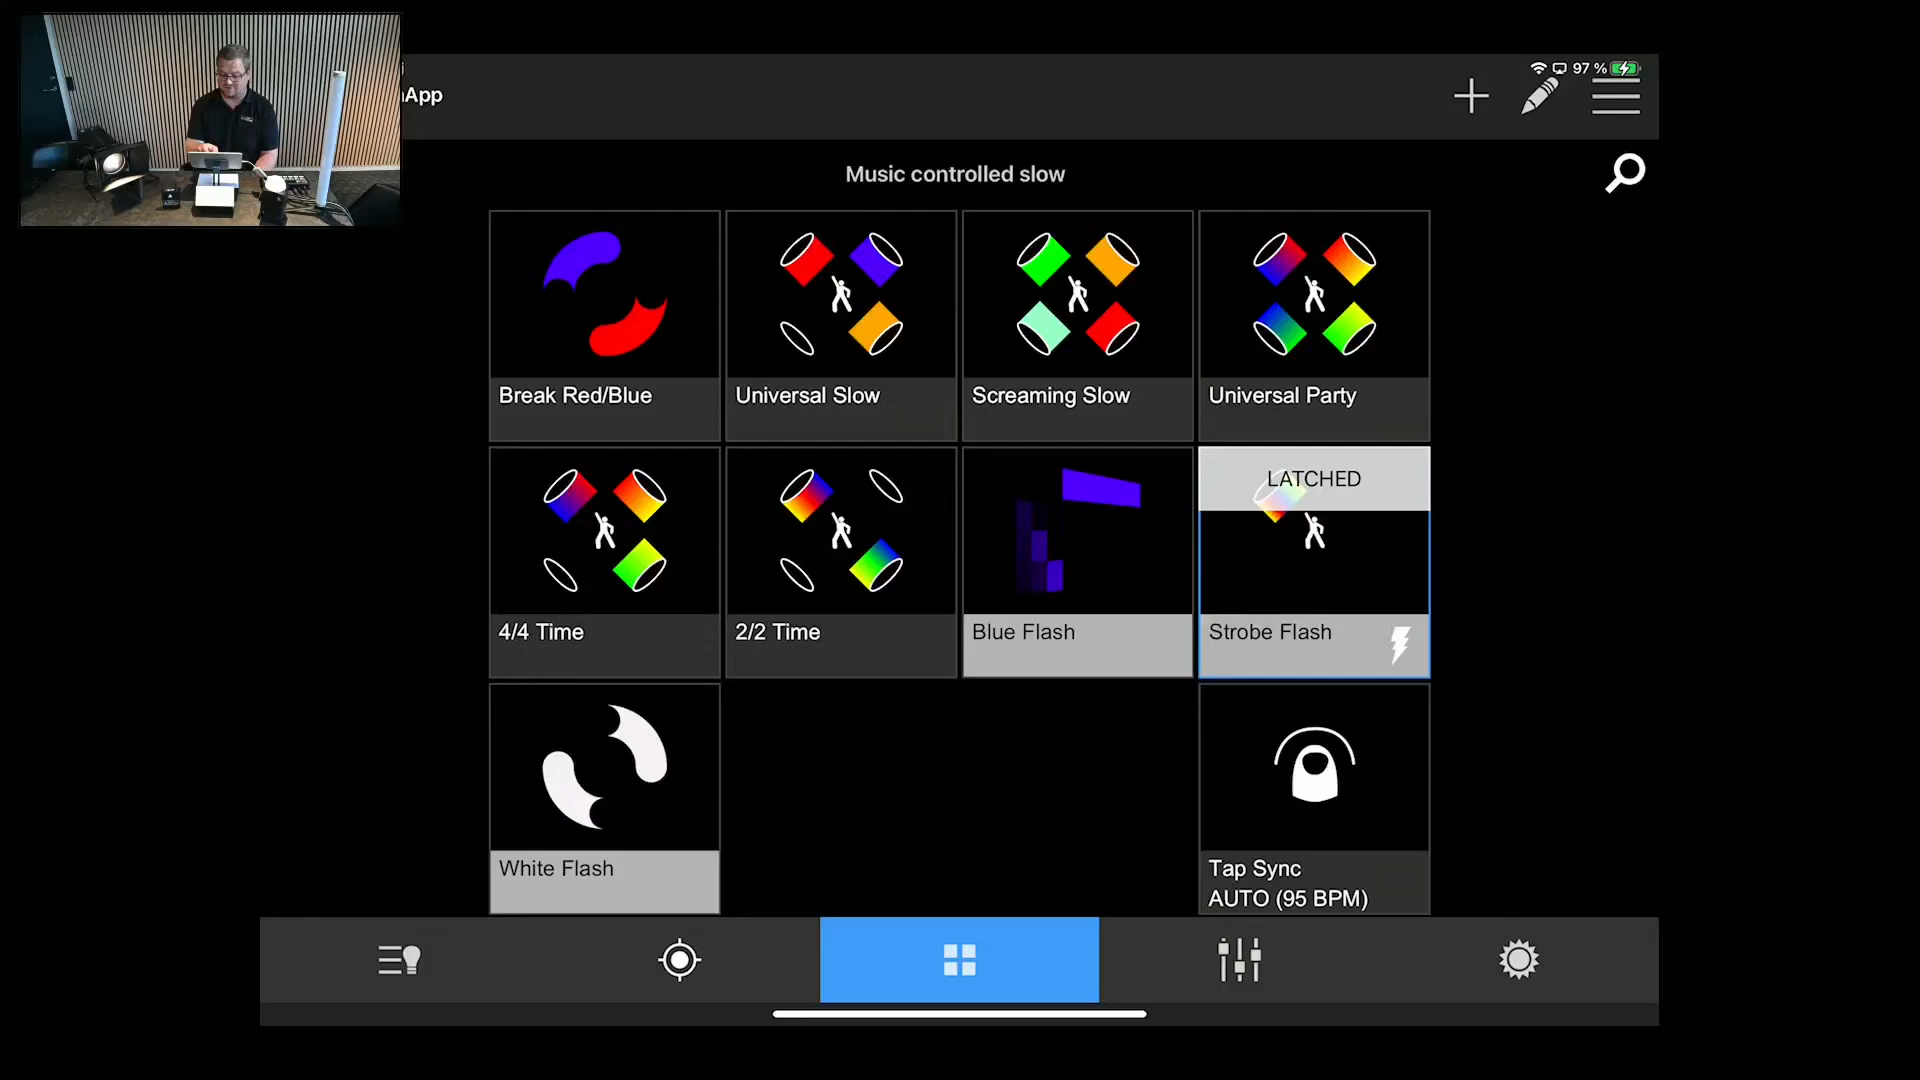 97 %
App
Music controlled slow
Break Red/Blue
Universal Slow
Screaming Slow
Universal Party
LATCHED
4/4 Time
2/2 Time
Blue Flash
Strobe Flash
White Flash
Tap Sync
AUTO (95 BPM)